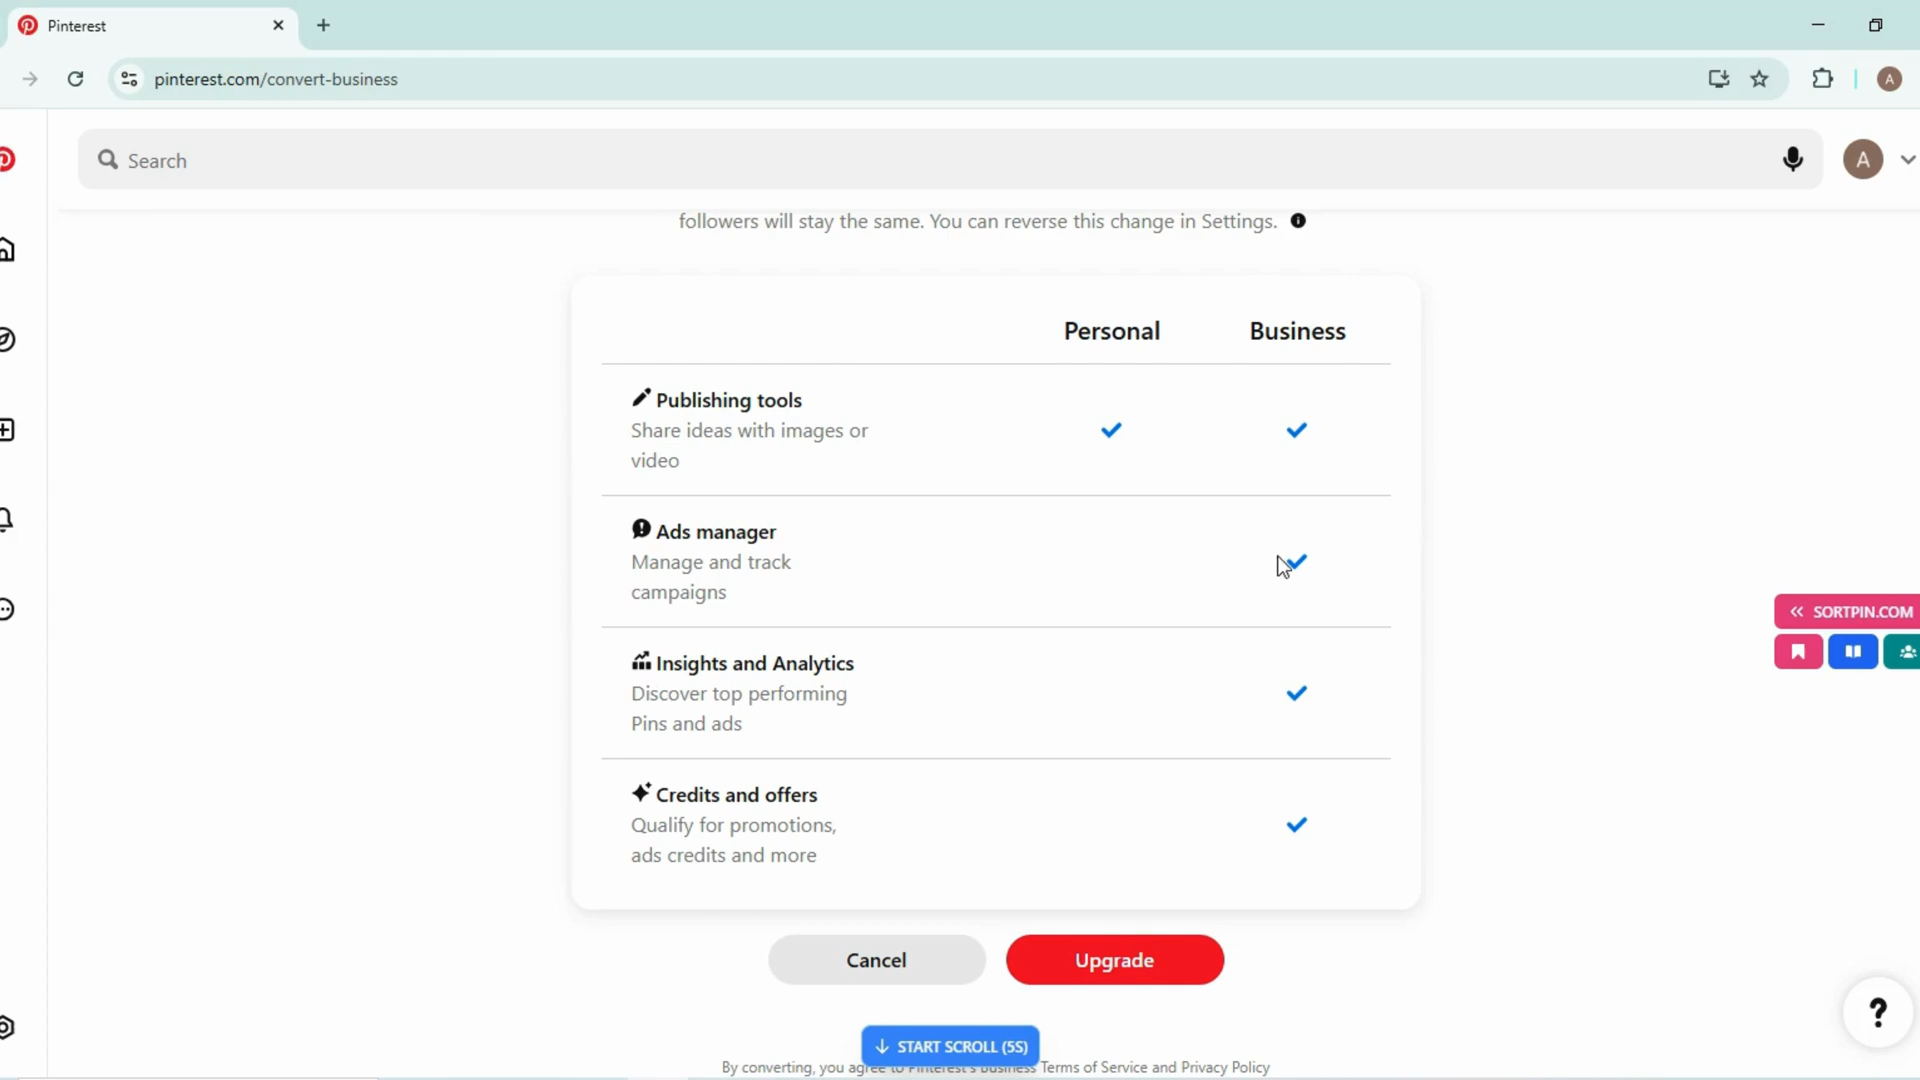 Pinterest
pinterest.com/convert-business
A
Search
A
followers will stay the same. You can reverse this change in Settings.
Personal Business
Publishing tools
Share ideas with images or
video
Ads manager
Manage and track
campaigns
Insights and Analytics
Discover top performing
Pins and ads
Credits and offers
Qualify for promotions,
ads credits and more
SORTPIN.COM
Cancel
Upgrade
?
START SCROLL (5S)
By converting, you agree to Pinterest's Business Terms of Service and Privacy Policy